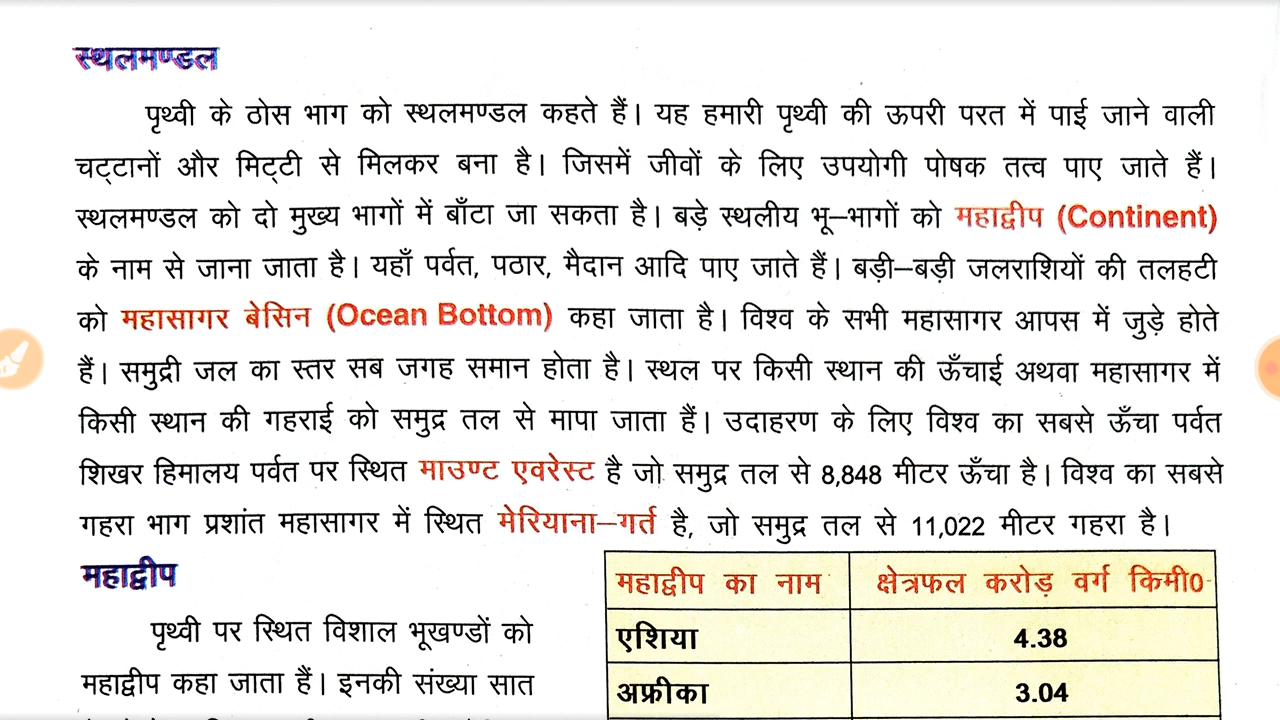 स्थलमण्डल
पृथ्वी के ठोस भाग को स्थलमण्डल कहते हैं। यह हमारी पृथ्वी की ऊपरी परत में पाई जाने वाली
चट्टानों और मिट्टी से मिलकर बना है। जिसमें जीवों के लिए उपयोगी पोषक तत्व पाए जाते हैं।
स्थलमण्डल को दो मुख्य भागों में बाँटा जा सकता है। बड़े स्थलीय भू–भागों को महाद्वीप (Continent)
के नाम से जाना जाता है। यहाँ पर्वत, पठार, मैदान आदि पाए जाते हैं। बड़ी–बड़ी जलराशियों की तलहटी
को महासागर बेसिन (Ocean Bottom) कहा जाता है। विश्व के सभी महासागर आपस में जुड़े होते
हैं। समुद्री जल का स्तर सब जगह समान होता है। स्थल पर किसी स्थान की ऊँचाई अथवा महासागर में
किसी स्थान की गहराई को समुद्र तल से मापा जाता हैं। उदाहरण के लिए विश्व का सबसे ऊँचा पर्वत
शिखर हिमालय पर्वत पर स्थित माउण्ट एवरेस्ट है जो समुद्र तल से 8,848 मीटर ऊँचा है। विश्व का सबसे
गहरा भाग प्रशांत महासागर में स्थित मेरियाना–गर्त है, जो समुद्र तल से 11,022 मीटर गहरा है।
महाद्वीप
पृथ्वी पर स्थित विशाल भूखण्डों को
महाद्वीप कहा जाता हैं। इनकी संख्या सात
महाद्वीप का नाम क्षेत्रफल करोड़ वर्ग किमी0
एशिया 4.38
अफ्रीका 3.04